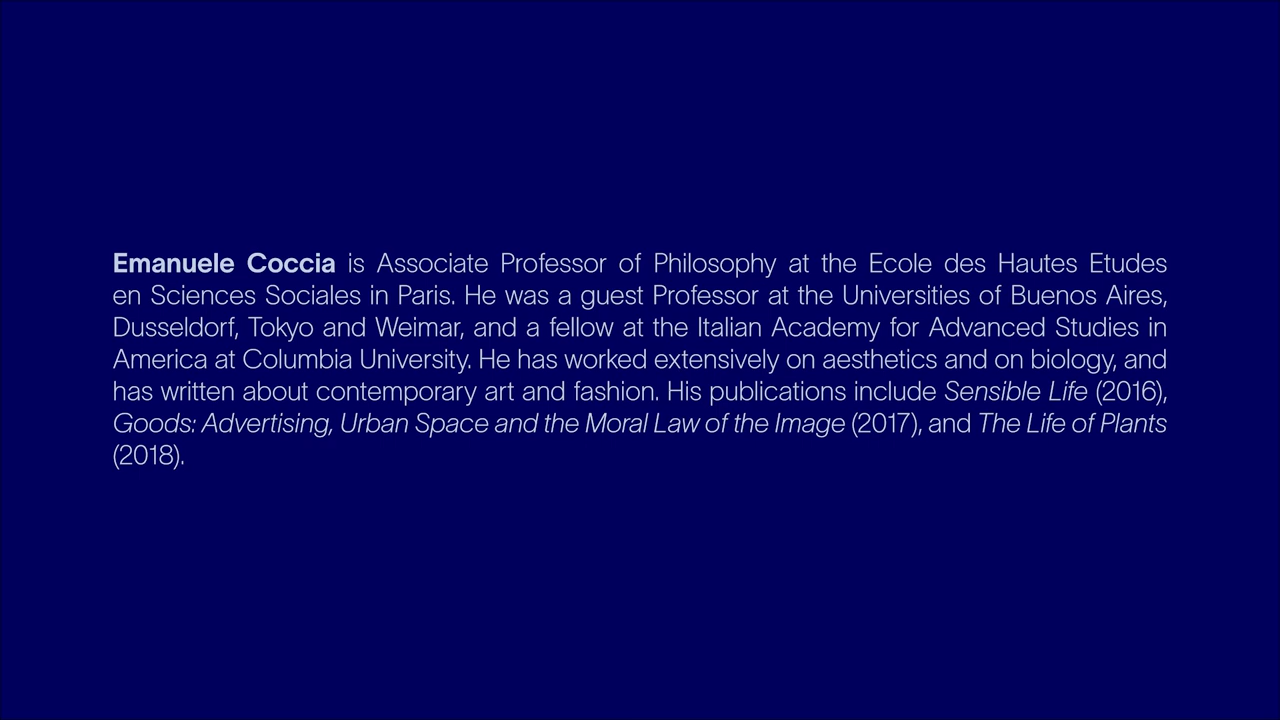 Emanuele Coccia is Associate Professor of Philosophy at the Ecole des Hautes Etudes
en Sciences Sociales in Paris. He was a guest Professor at the Universities of Buenos Aires,
Dusseldorf, Tokyo and Weimar, and a fellow at the Italian Academy for Advanced Studies in
America at Columbia University. He has worked extensively on aesthetics and on biology, and
has written about contemporary art and fashion. His publications include Sensible Life (2016),
Goods: Advertising, Urban Space and the Moral Law of the Image (2017), and The Life of Plants
(2018).